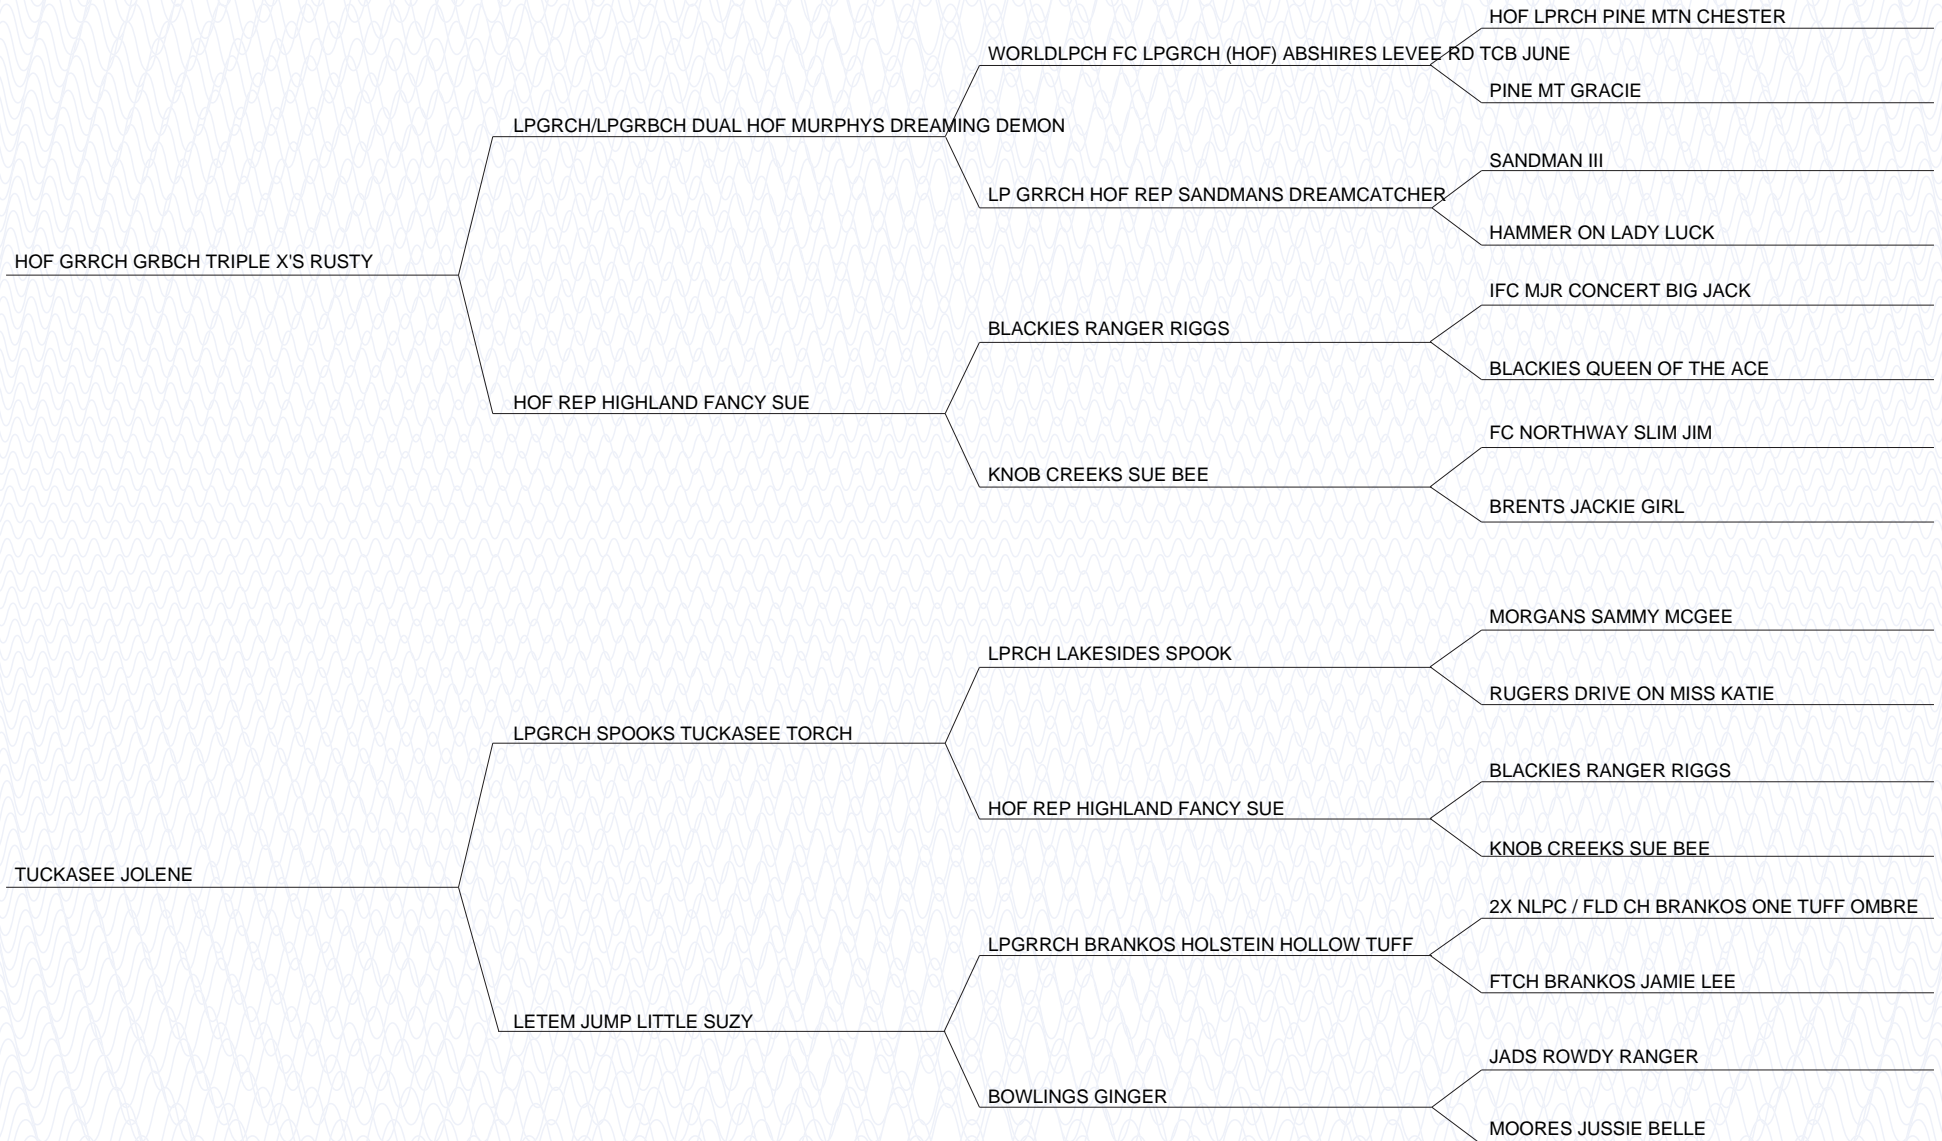 HOF LPRCH PINE MTN CHESTER
WORLDLPCH FC LPGRCH (HOF) ABSHIRES LEVEE RD TCB JUNE
PINE MT GRACIE
LPGRCH/LPGRBCH DUAL HOF MURPHYS DREAMING DEMON
SANDMAN III
LP GRRCH HOF REP SANDMANS DREAMCATCHER
HAMMER ON LADY LUCK
HOF GRRCH GRBCH TRIPLE X'S RUSTY
IFC MJR CONCERT BIG JACK
BLACKIES RANGER RIGGS
BLACKIES QUEEN OF THE ACE
HOF REP HIGHLAND FANCY SUE
FC NORTHWAY SLIM JIM
KNOB CREEKS SUE BEE
BRENTS JACKIE GIRL
MORGANS SAMMY MCGEE
LPRCH LAKESIDES SPOOK
RUGERS DRIVE ON MISS KATIE
LPGRCH SPOOKS TUCKASEE TORCH
BLACKIES RANGER RIGGS
HOF REP HIGHLAND FANCY SUE
KNOB CREEKS SUE BEE
TUCKASEE JOLENE
2X NLPC / FLD CH BRANKOS ONE TUFF OMBRE
LPGRRCH BRANKOS HOLSTEIN HOLLOW TUFF
FTCH BRANKOS JAMIE LEE
LETEM JUMP LITTLE SUZY
JADS ROWDY RANGER
BOWLINGS GINGER
MOORES JUSSIE BELLE